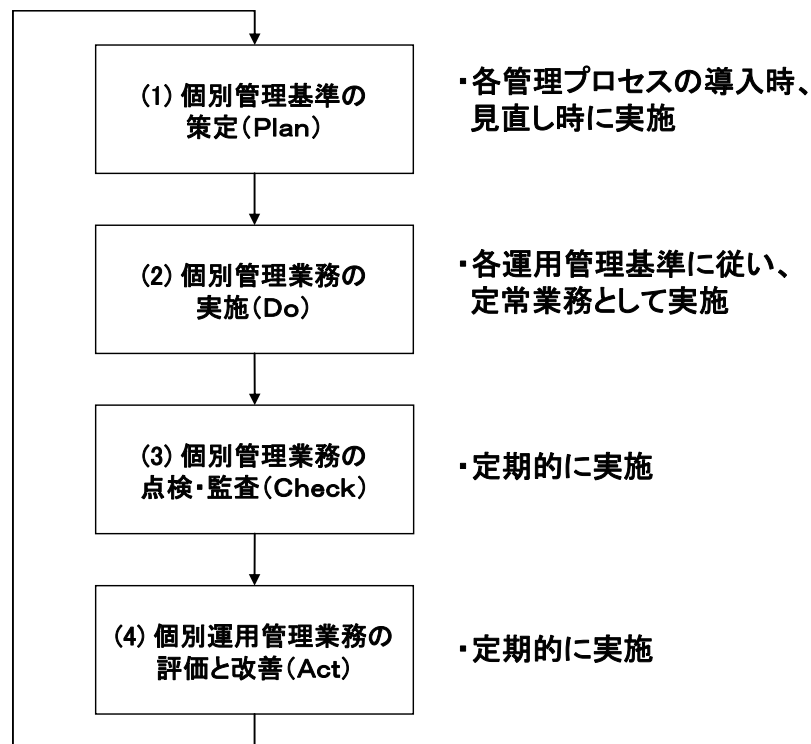 (1) 個別管理基準の
策定(Plan)
・各管理プロセスの導入時、
見直し時に実施
(2) 個別管理業務の
実施(Do)
・各運用管理基準に従い、
定常業務として実施
(3) 個別管理業務の
点検・監査(Check)
・定期的に実施
(4) 個別運用管理業務の
評価と改善(Act)
・定期的に実施